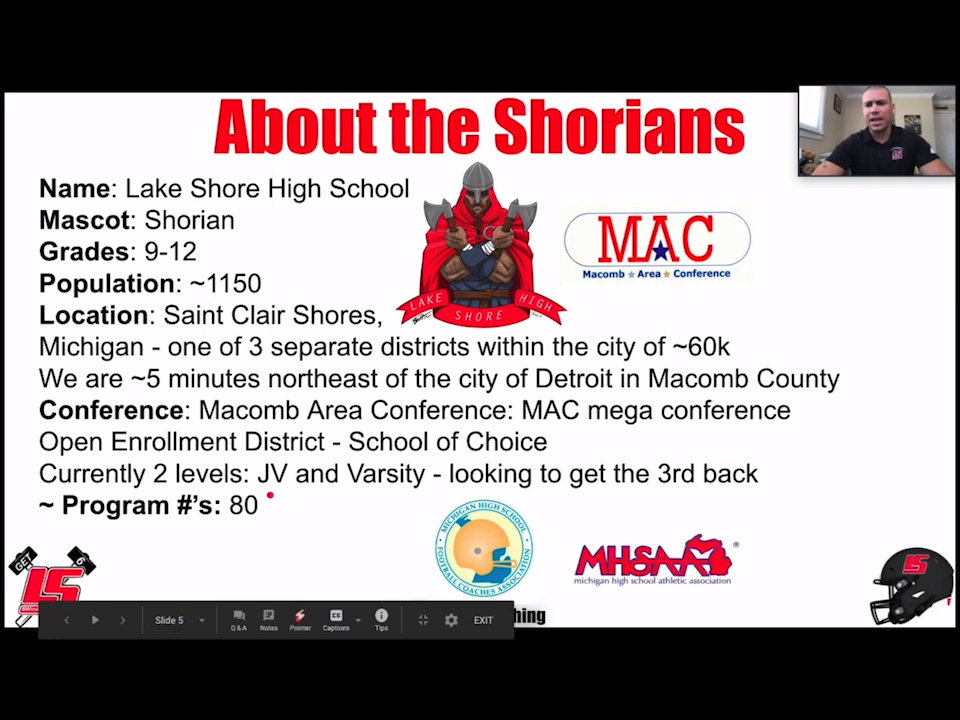 About the Shorians
Name: Lake Shore High School
Mascot: Shorian
Grades: 9-12
Population: ~1150
Location: Saint Clair Shores,
Michigan - one of 3 separate districts within the city of ~60k
We are ~5 minutes northeast of the city of Detroit in Macomb County
Conference: Macomb Area Conference: MAC mega conference
Open Enrollment District - School of Choice
Currently 2 levels: JV and Varsity - looking to get the 3rd back
~ Program #'s: 80
LAKE SHORE HIGH
MAC
Macomb Area Conference
MICHIGAN HIGH SCHOOL
FOOTBALL COACHES ASSOCIATION
MHSAA
michigan high school athletic association
GET
LS
LS
hing
Slide 5
Q & A
Notes
Pointer
CC
Captions
Tips
EXIT